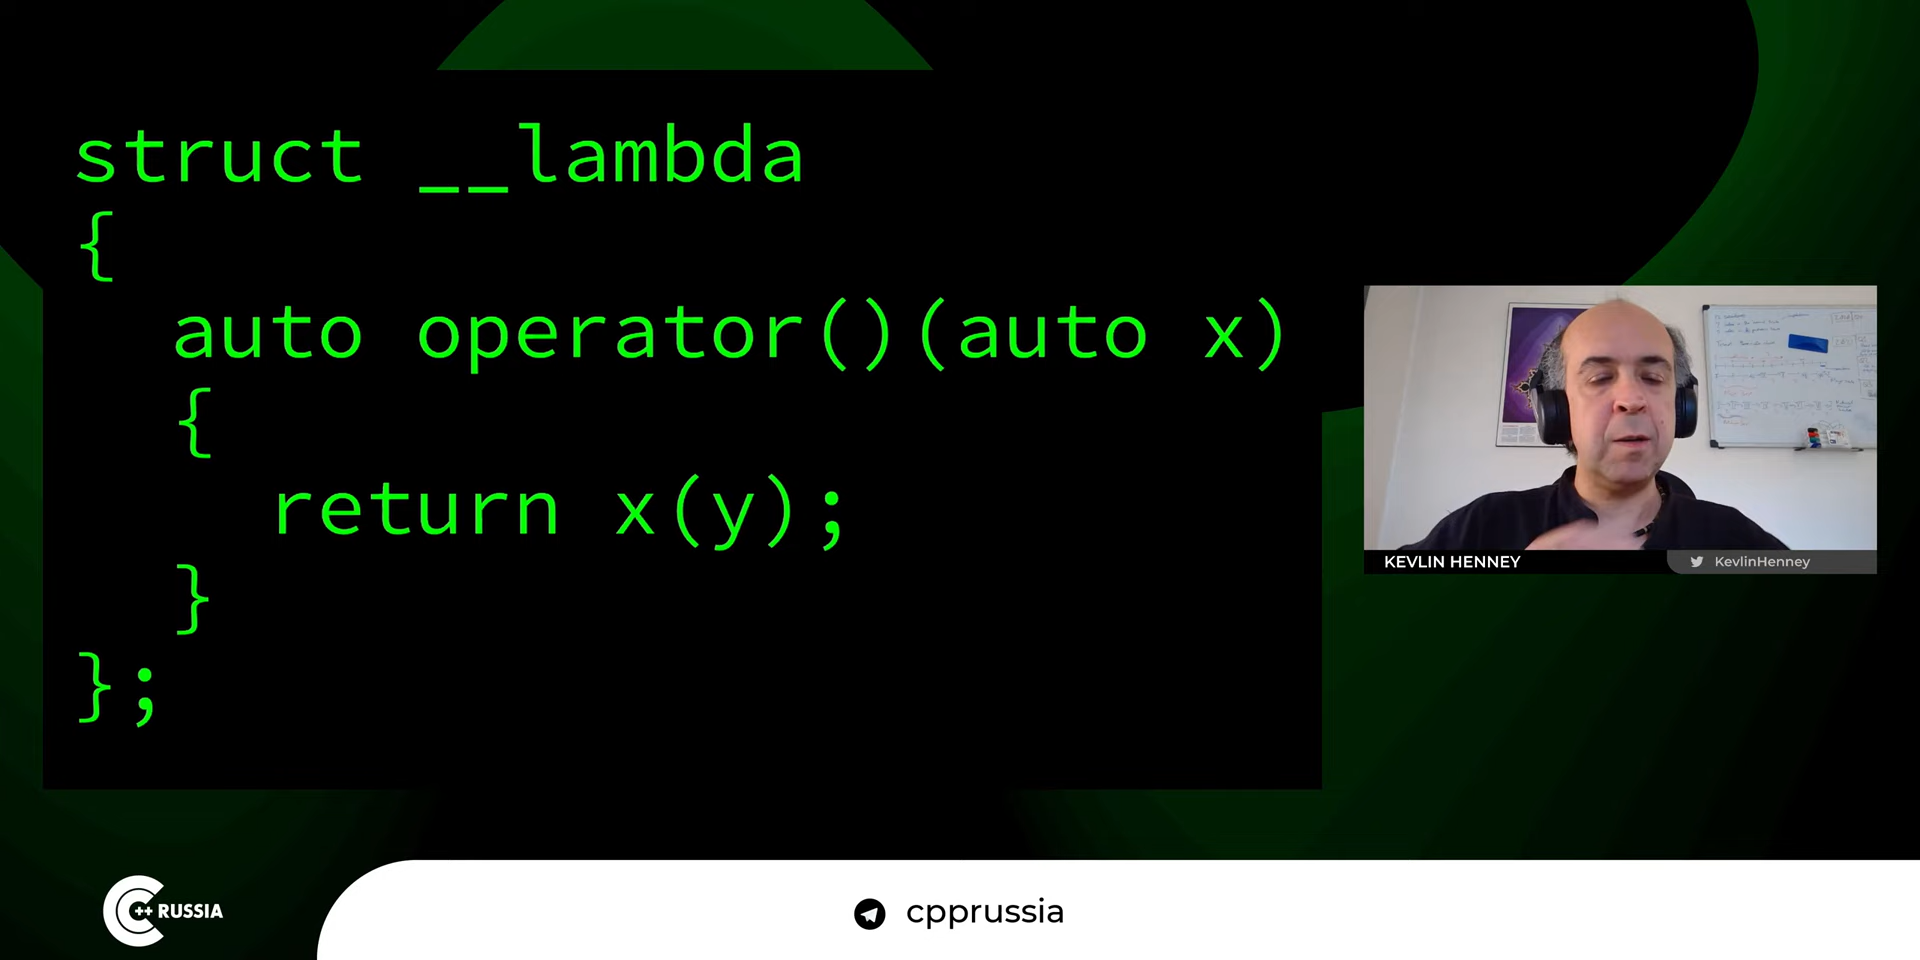 struct __lambda
{
  auto operator()(auto x)
  {
    return x(y);
  }
};
KEVLIN HENNEY
KevlinHenney
C++ RUSSIA
cpprussia